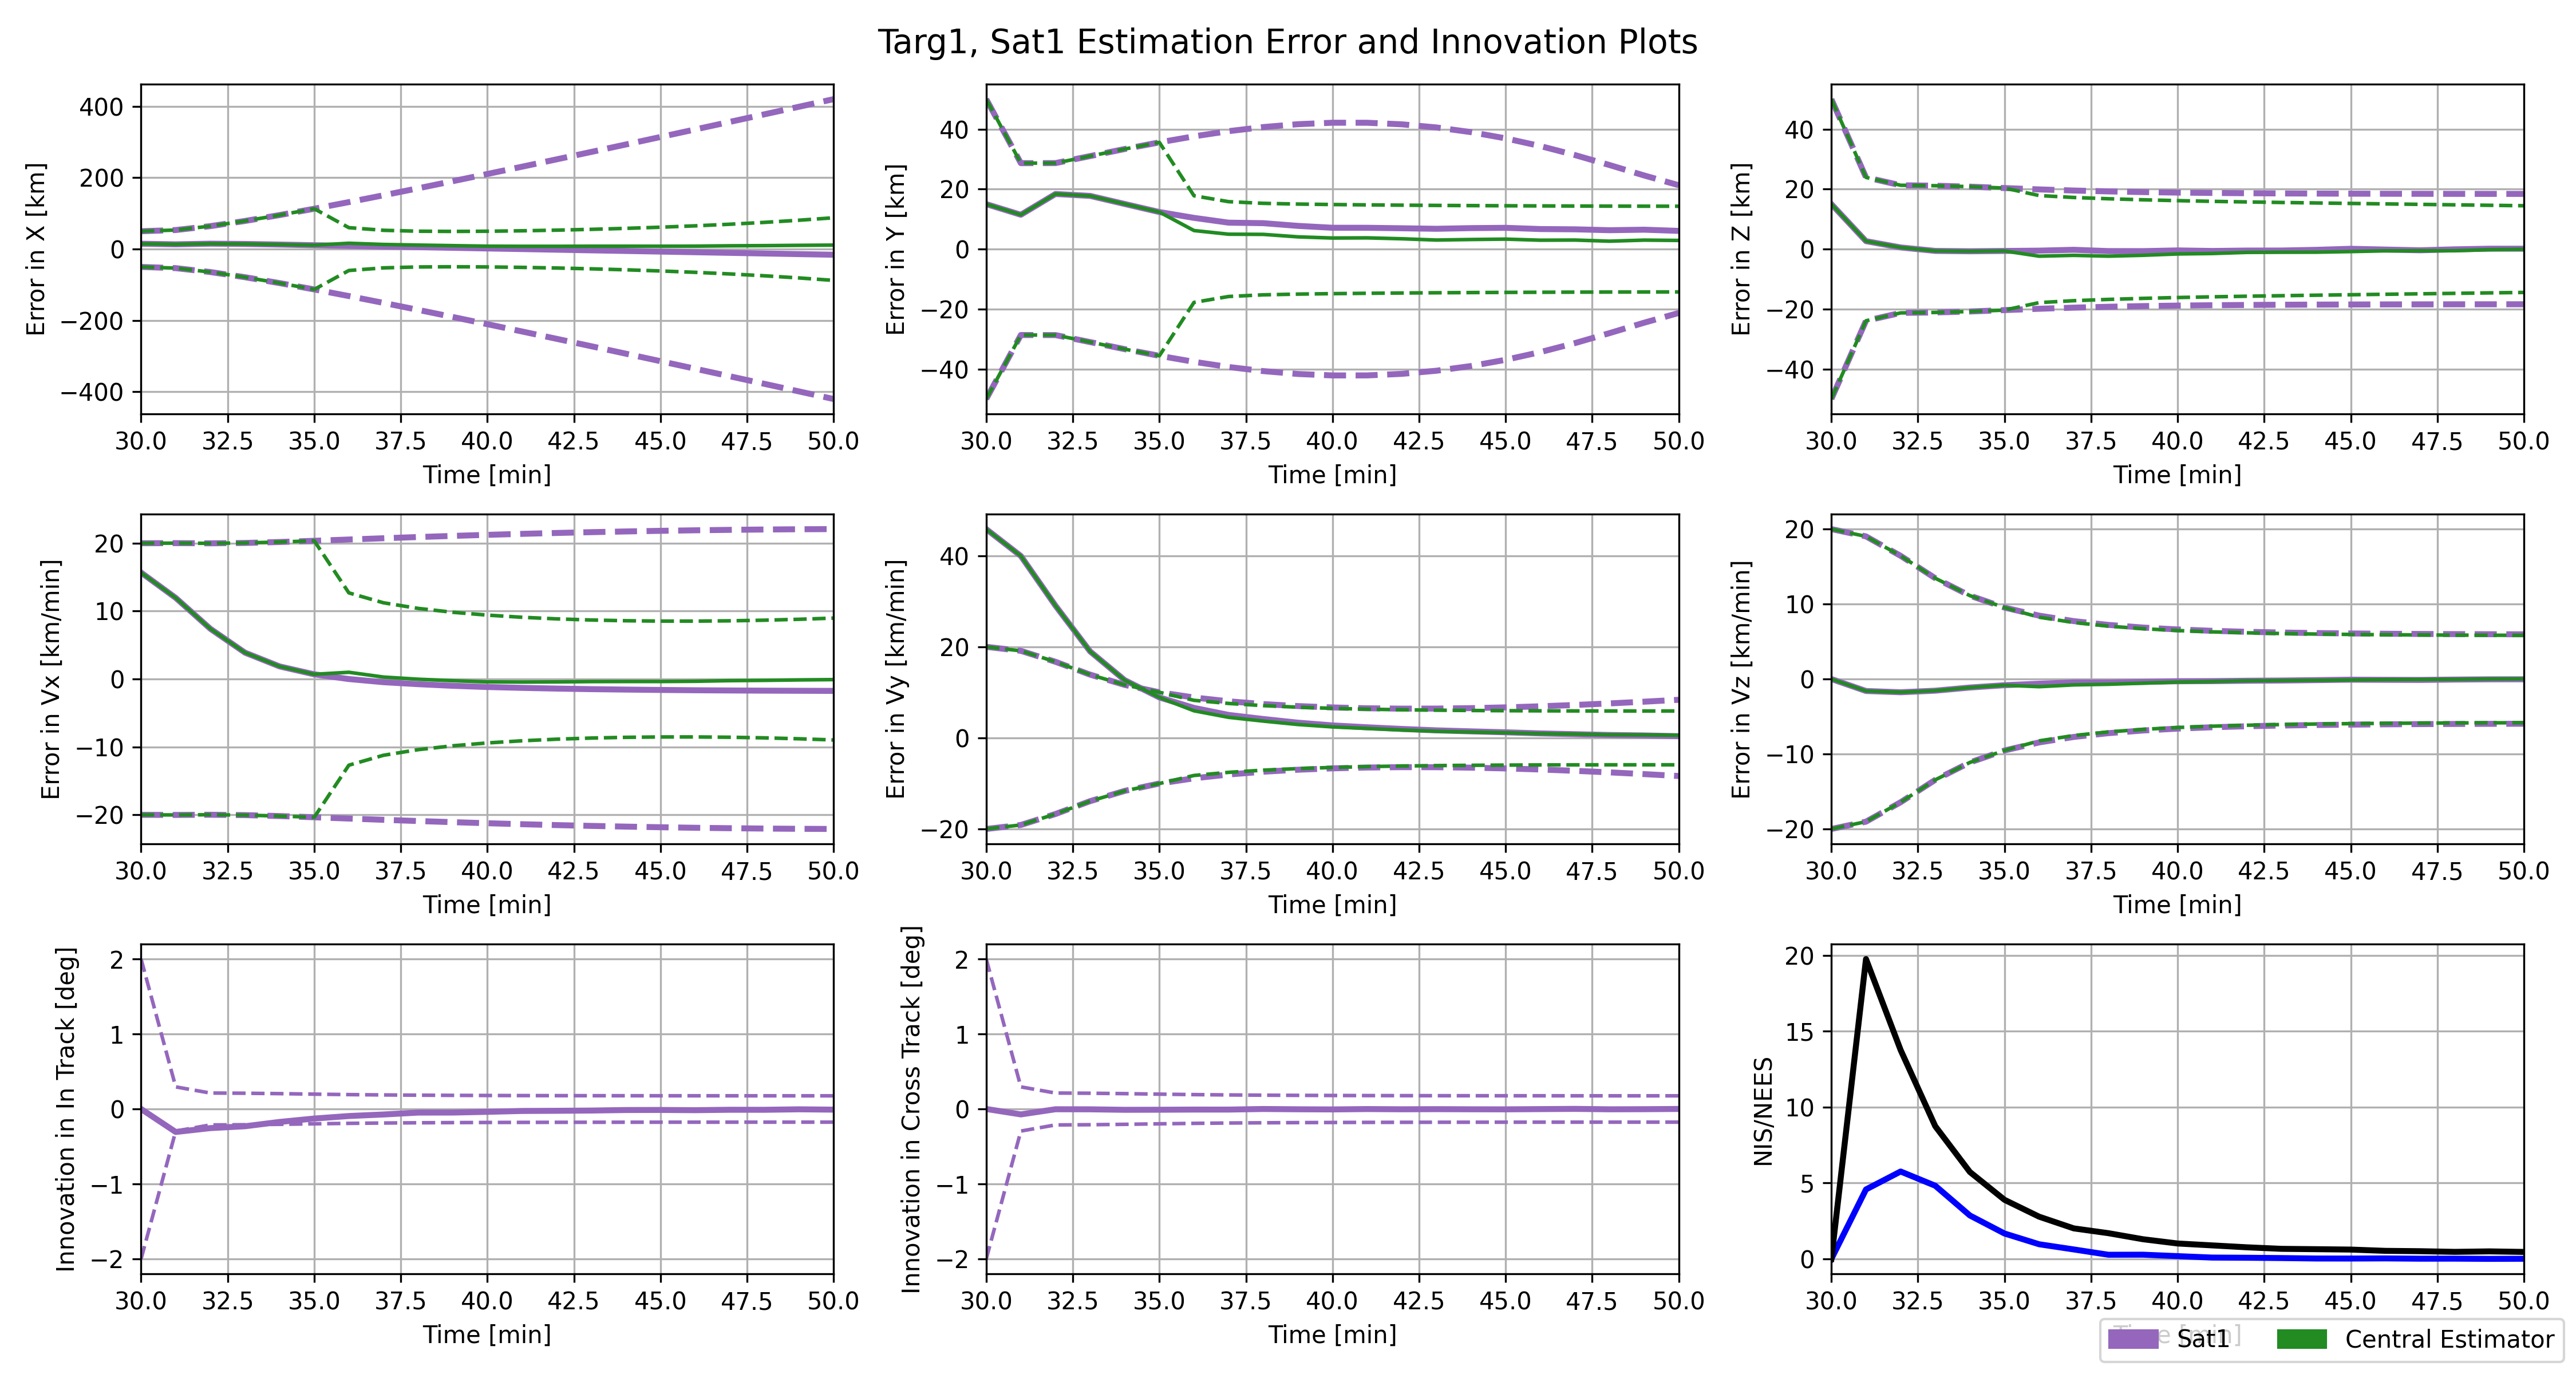 Targ1, Sat1 Estimation Error and Innovation Plots
Error in X [km]
400
200
0
−200
−400
30.0 32.5 35.0 37.5 40.0 42.5 45.0 47.5 50.0
Time [min]
Error in Y [km]
40
20
0
−20
−40
30.0 32.5 35.0 37.5 40.0 42.5 45.0 47.5 50.0
Time [min]
Error in Z [km]
40
20
0
−20
−40
30.0 32.5 35.0 37.5 40.0 42.5 45.0 47.5 50.0
Time [min]
Error in Vx [km/min]
20
10
0
−10
−20
30.0 32.5 35.0 37.5 40.0 42.5 45.0 47.5 50.0
Time [min]
Error in Vy [km/min]
40
20
0
−20
30.0 32.5 35.0 37.5 40.0 42.5 45.0 47.5 50.0
Time [min]
Error in Vz [km/min]
20
10
0
−10
−20
30.0 32.5 35.0 37.5 40.0 42.5 45.0 47.5 50.0
Time [min]
Innovation in In Track [deg]
2
1
0
−1
−2
30.0 32.5 35.0 37.5 40.0 42.5 45.0 47.5 50.0
Time [min]
Innovation in Cross Track [deg]
2
1
0
−1
−2
30.0 32.5 35.0 37.5 40.0 42.5 45.0 47.5 50.0
Time [min]
NIS/NEES
20
15
10
5
0
30.0 32.5 35.0 37.5 40.0 42.5 45.0 47.5 50.0
Time [min]
Sat1 Central Estimator